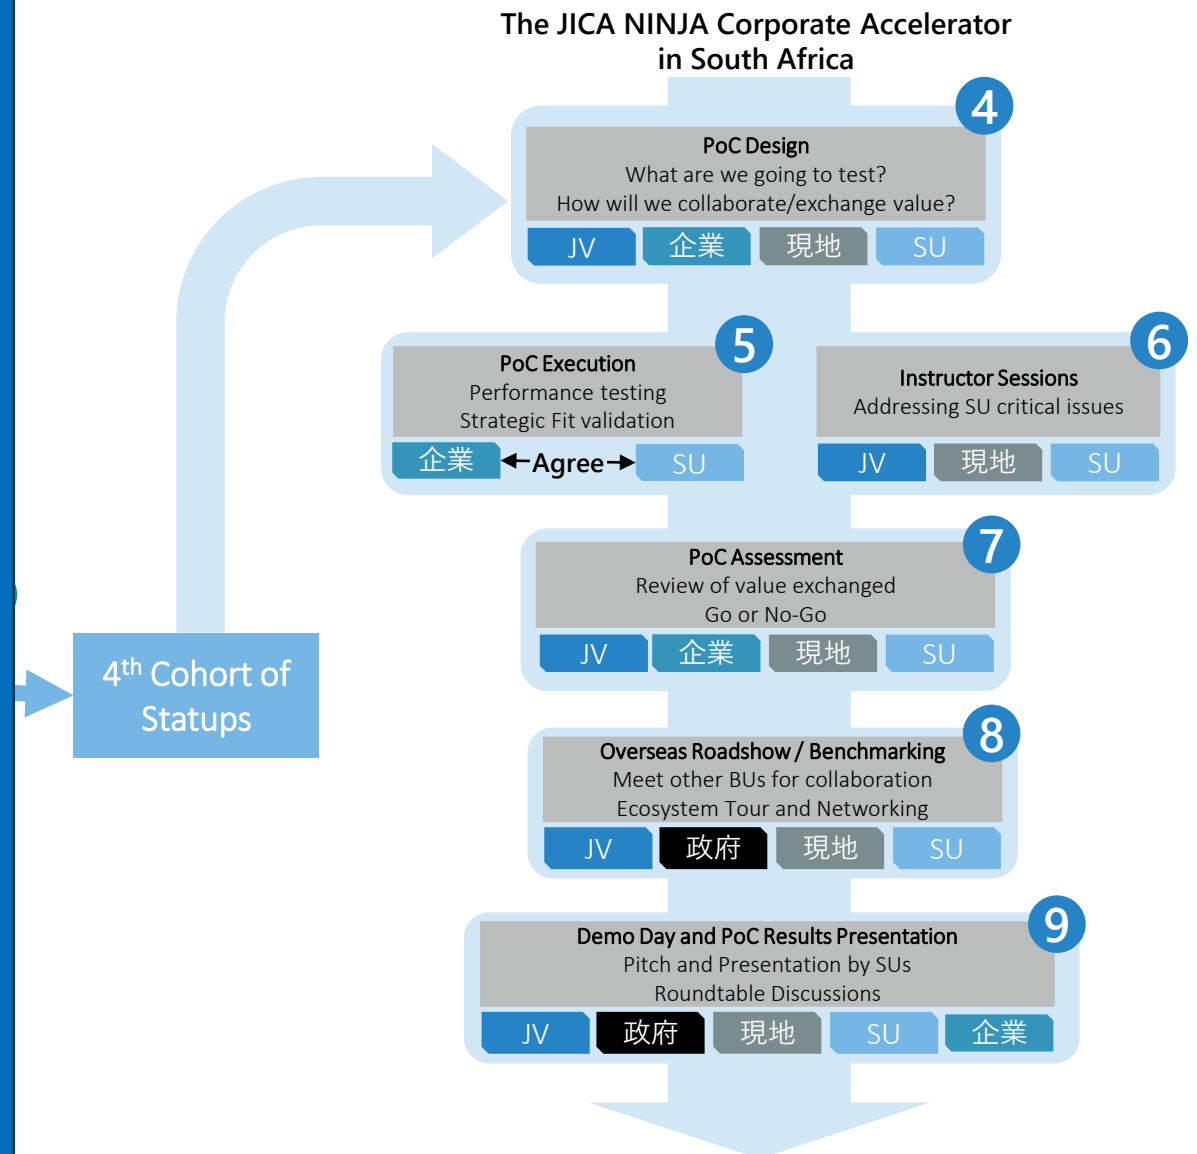 The JICA NINJA Corporate Accelerator
in South Africa
4
PoC Design
What are we going to test?
How will we collaborate/exchange value?
JV 企業 現地 SU
5
PoC Execution
Performance testing
Strategic Fit validation
企業 Agree SU
6
Instructor Sessions
Addressing SU critical issues
JV 現地 SU
7
PoC Assessment
Review of value exchanged
Go or No-Go
JV 企業 現地 SU
4th Cohort of
Statups
8
Overseas Roadshow / Benchmarking
Meet other BUs for collaboration
Ecosystem Tour and Networking
JV 政府 現地 SU
9
Demo Day and PoC Results Presentation
Pitch and Presentation by SUs
Roundtable Discussions
JV 政府 現地 SU 企業